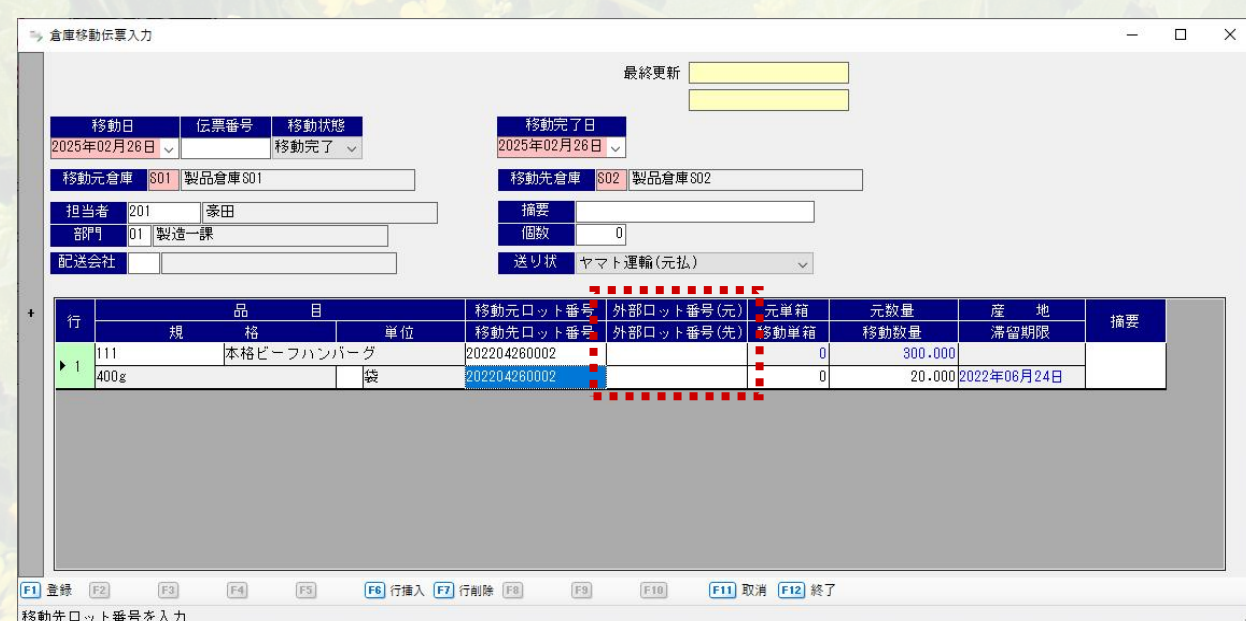 倉庫移動伝票入力
最終更新
移動日 伝票番号 移動状態 移動完了日
2025年02月26日 移動完了 2025年02月26日
移動元倉庫 S01 製品倉庫S01 移動先倉庫 S02 製品倉庫S02
担当者 201 豪田 摘要
部門 01 製造一課 個数 0
配送会社 送り状 ヤマト運輸(元払)
行 品目 移動元ロット番号 外部ロット番号(元) 元単箱 元数量 産地 摘要
規格 単位 移動先ロット番号 外部ロット番号(先) 移動単箱 移動数量 滞留期限
1 111 本格ビーフハンバーグ 202204260002 0 300.000
400g 袋 202204260002 0 20.000 2022年06月24日
F1 登録 F2 F3 F4 F5 F6 行挿入 F7 行削除 F8 F9 F10 F11 取消 F12 終了
移動先ロット番号を入力